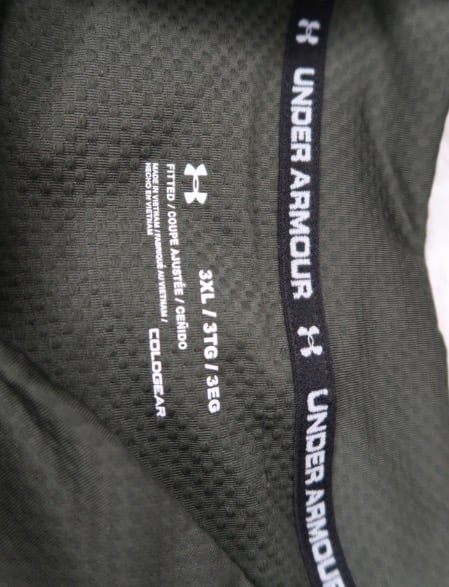 UNDER ARMOUR
UNDER ARMOUR
3XL / 3TG / 3EG
FITTED / COUPE AJUSTÉE / CEÑIDO
MADE IN VIETNAM / FABRIQUÉ AU VIETNAM /
HECHO EN VIETNAM
COLDGEAR